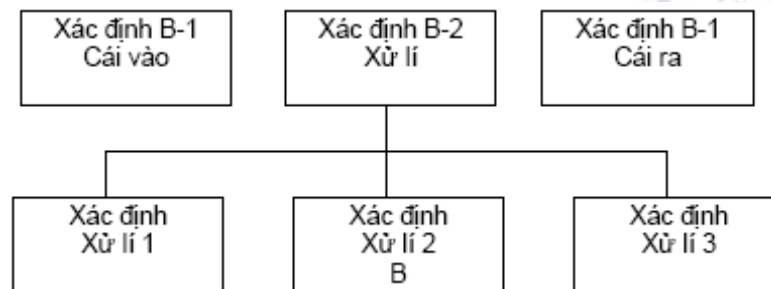 Xác định B-1
Cái vào
Xác định B-2
Xử lí
Xác định B-1
Cái ra
Xác định
Xử lí 1
Xác định
Xử lí 2
B
Xác định
Xử lí 3